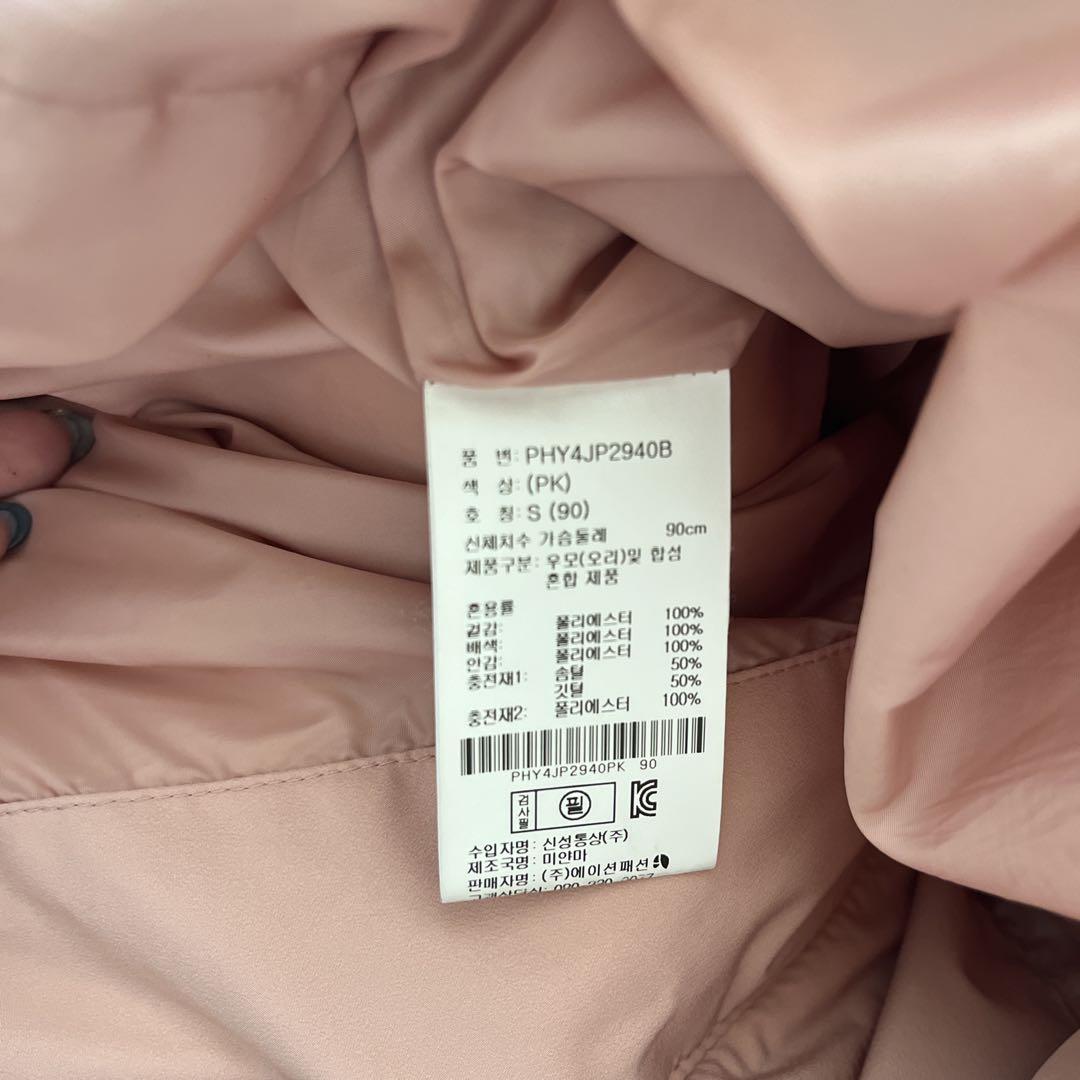 품 번: PHY4JP2940B
색 상: (PK)
호 칭: S (90)
신체치수 가슴둘레 90cm
제품구분: 우모(오리)및 합성
혼합 제품
혼용률
겉감: 폴리에스터 100%
배색: 폴리에스터 100%
안감: 폴리에스터 100%
충전재1: 솜털 50%
깃털 50%
충전재2: 폴리에스터 100%
PHY4JP2940PK 90
검사필 필 KC
수입자명: 신성통상(주)
제조국명: 미얀마
판매자명: (주)에이션패션